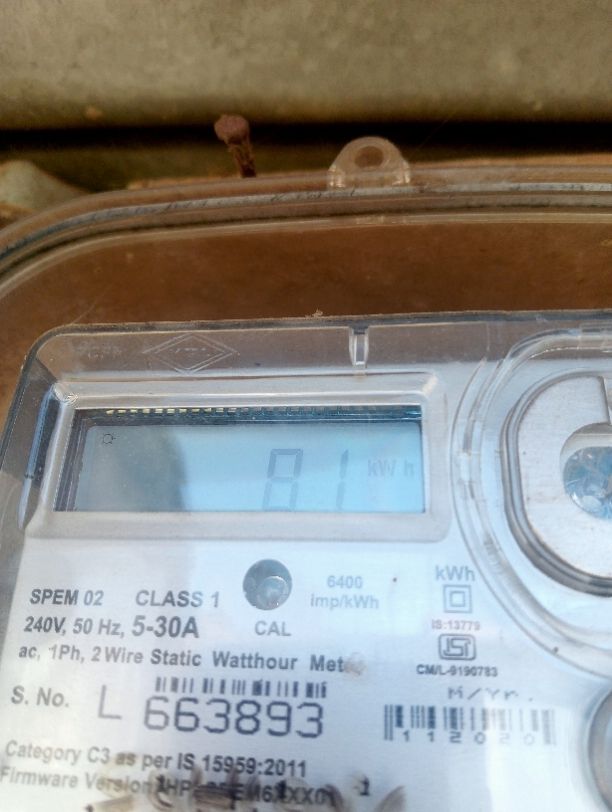 81 kWh
SPEM 02 CLASS 1
6400
imp/kWh
kWh
240V, 50 Hz, 5-30A
CAL
IS:13779
ac, 1Ph, 2 Wire Static Watthour
CM/L-9190783
S. No. L 663893
M/Yr.
112020
Category C3 as per IS 15959:2011
Firmware Version